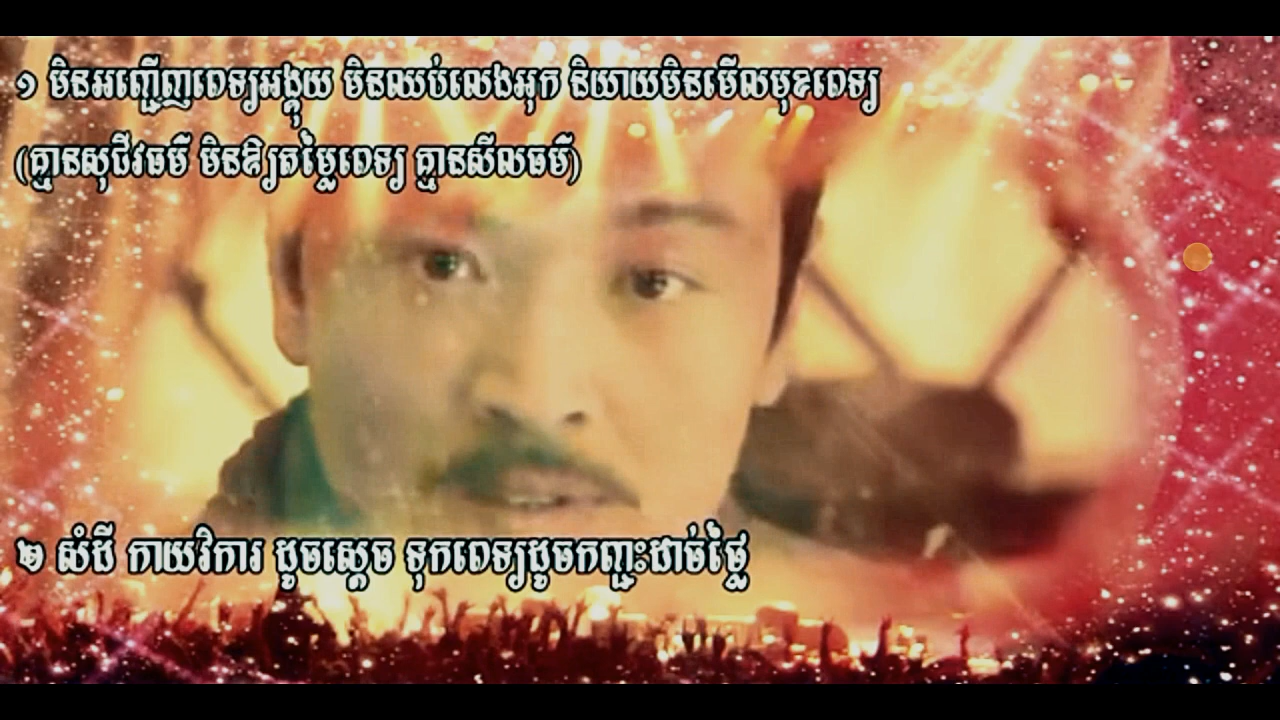 ១ មិនអញ្ជើញពេទ្យអង្គុយ មិនឈប់លេងអុក និយាយមិនមើលមុខពេទ្យ
(គ្មានសុជីវធម៌ មិនឱ្យតម្លៃពេទ្យ គ្មានសីលធម៌)
២ សំដី កាយវិការ ដូចស្ដេច ទុកពេទ្យដូចកញ្ជះដាច់ថ្លៃ